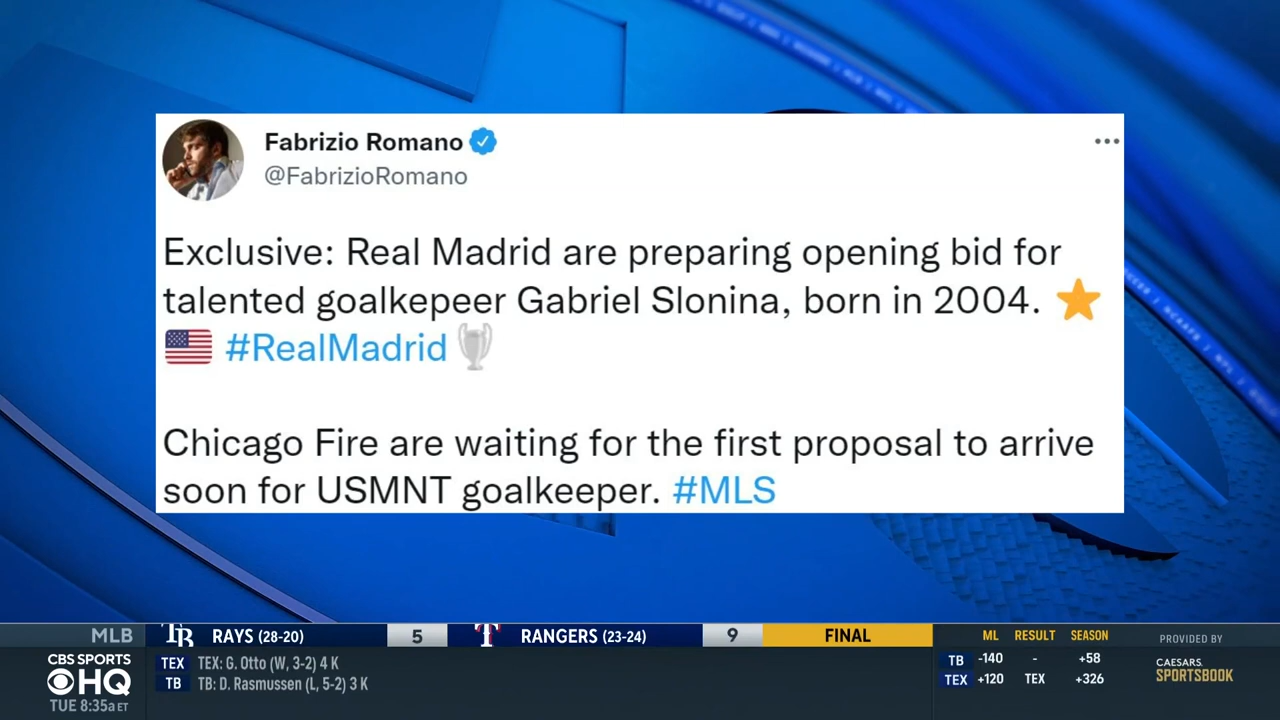 Fabrizio Romano
@FabrizioRomano
Exclusive: Real Madrid are preparing opening bid for
talented goalkepeer Gabriel Slonina, born in 2004. ⭐
🇺🇸 #RealMadrid🏆
Chicago Fire are waiting for the first proposal to arrive
soon for USMNT goalkeeper. #MLS
MLB TB RAYS (28-20) 5 T RANGERS (23-24) 9 FINAL
ML RESULT SEASON
PROVIDED BY
CBS SPORTS
HQ
TUE 8:35a ET
TEX TEX: G. Otto (W, 3-2) 4 K
TB TB: D. Rasmussen (L, 5-2) 3 K
TB -140 - +58
TEX +120 TEX +326
CAESARS
SPORTSBOOK